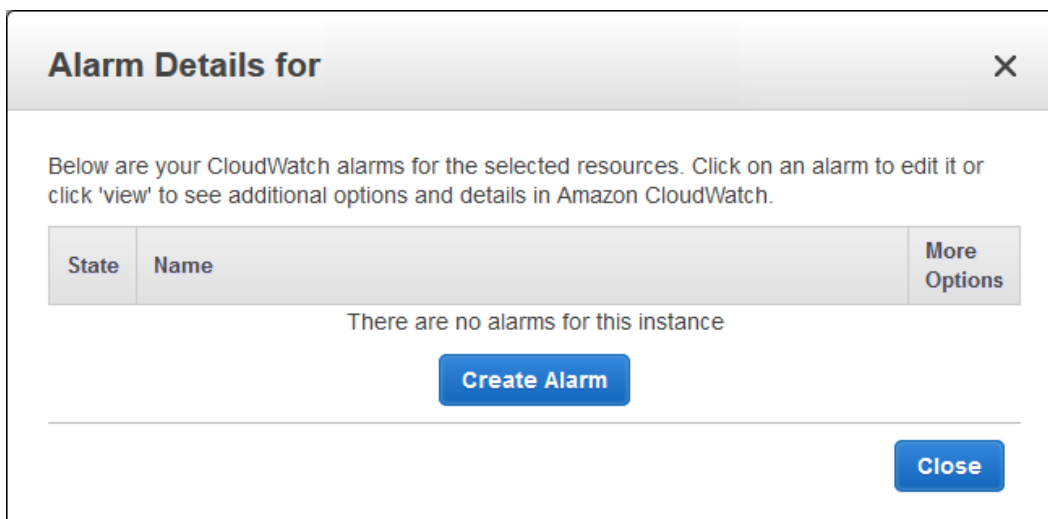 Alarm Details for
Below are your CloudWatch alarms for the selected resources. Click on an alarm to edit it or
click 'view' to see additional options and details in Amazon CloudWatch.
State
Name
More
Options
There are no alarms for this instance
Create Alarm
Close